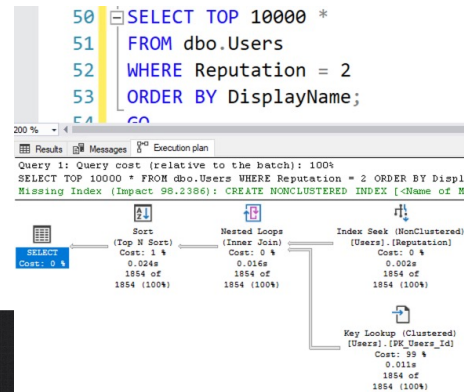 50 SELECT TOP 10000 *
51 FROM dbo.Users
52 WHERE Reputation = 2
53 ORDER BY DisplayName;
54 GO
200 %
Results Messages Execution plan
Query 1: Query cost (relative to the batch): 100%
SELECT TOP 10000 * FROM dbo.Users WHERE Reputation = 2 ORDER BY Displ
Missing Index (Impact 98.2386): CREATE NONCLUSTERED INDEX [<Name of M
SELECT
Cost: 0 %
Sort
(Top N Sort)
Cost: 1 %
0.024s
1854 of
1854 (100%)
Nested Loops
(Inner Join)
Cost: 0 %
0.016s
1854 of
1854 (100%)
Index Seek (NonClustered)
[Users].[Reputation]
Cost: 0 %
0.002s
1854 of
1854 (100%)
Key Lookup (Clustered)
[Users].[PK_Users_Id]
Cost: 99 %
0.011s
1854 of
1854 (100%)